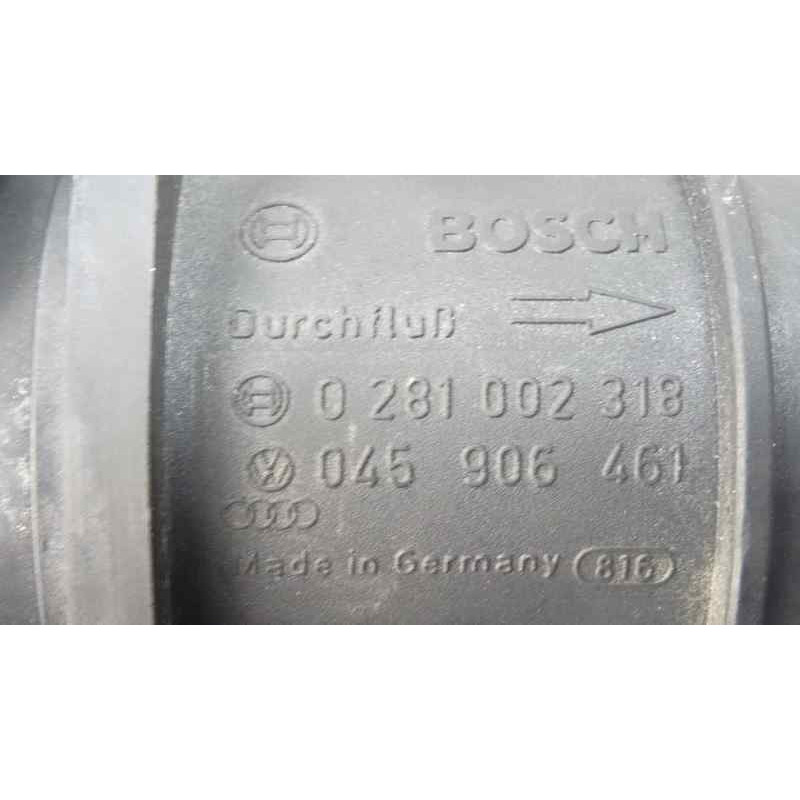 BOSCH
Durchfluß
0 281 002 318
045 906 461
Made in Germany 816